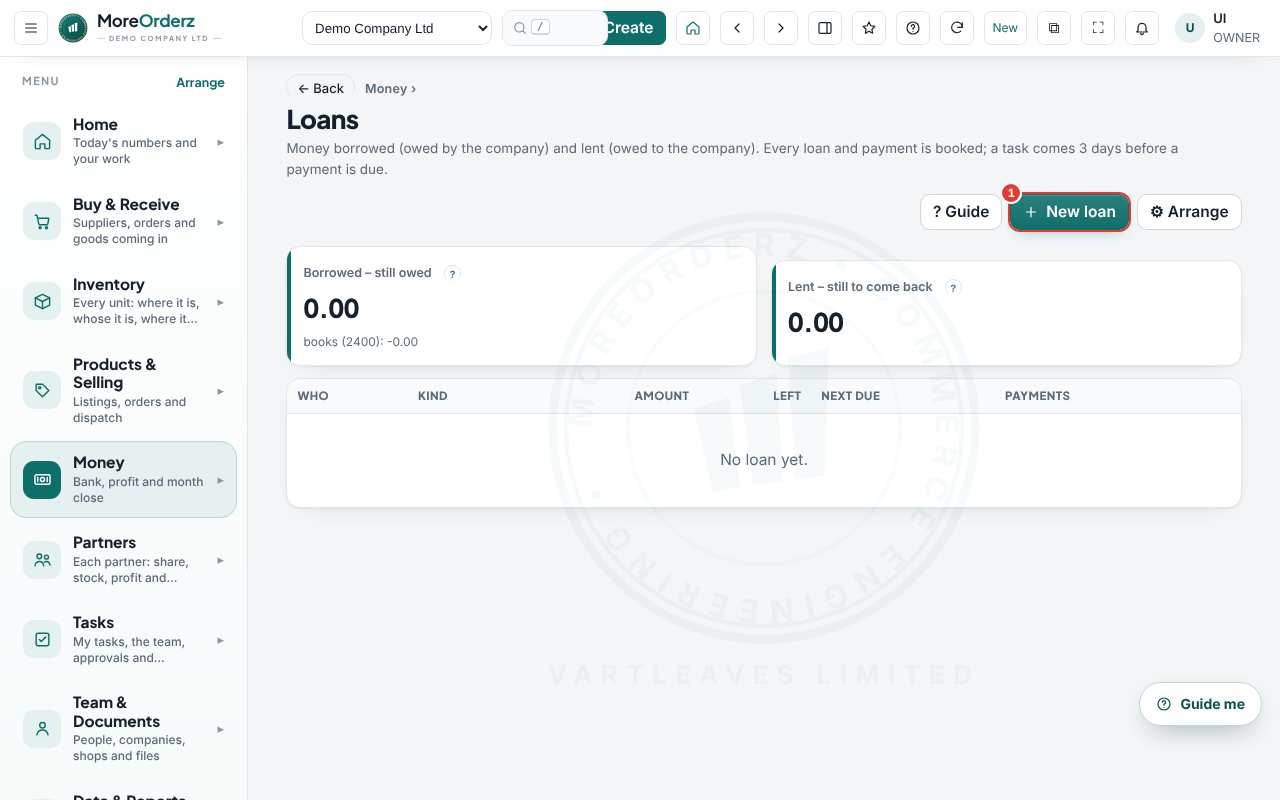 MoreOrderz
— DEMO COMPANY LTD —
Demo Company Ltd
/
Create
New
U
UI
OWNER
MENU
Arrange
Home
Today's numbers and
your work
Buy & Receive
Suppliers, orders and
goods coming in
Inventory
Every unit: where it is,
whose it is, where it...
Products &
Selling
Listings, orders and
dispatch
Money
Bank, profit and month
close
Partners
Each partner: share,
stock, profit and...
Tasks
My tasks, the team,
approvals and...
Team &
Documents
People, companies,
shops and files
Data & Reports
← Back
Money ›
Loans
Money borrowed (owed by the company) and lent (owed to the company). Every loan and payment is booked; a task comes 3 days before a
payment is due.
? Guide
1
+ New loan
⚙ Arrange
Borrowed – still owed ?
0.00
books (2400): -0.00
Lent – still to come back ?
0.00
WHO KIND AMOUNT LEFT NEXT DUE PAYMENTS
No loan yet.
MOREORDERZ • COMMERCE ENGINEERING •
VARTLEAVES LIMITED
Guide me